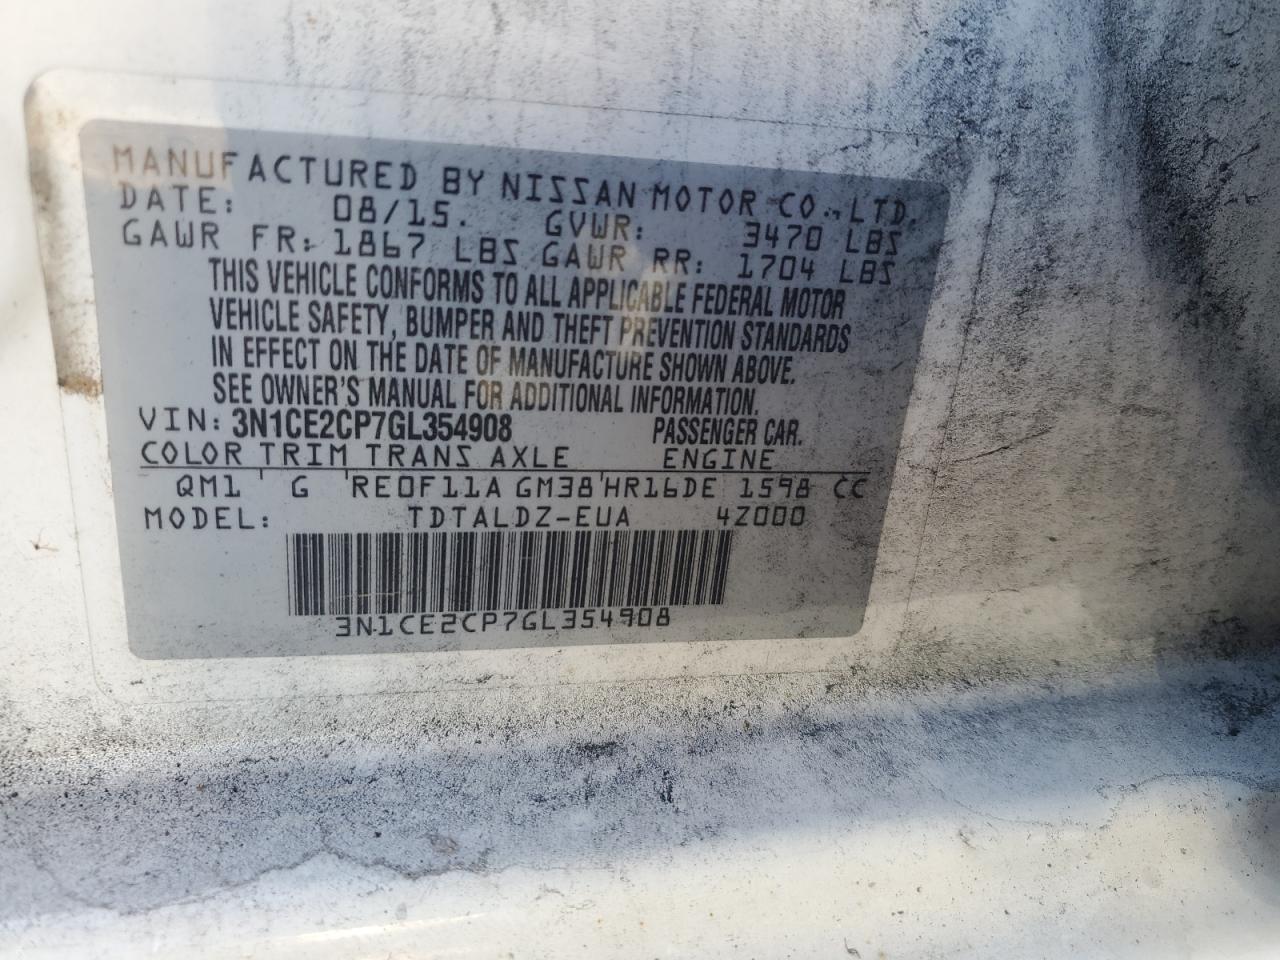 MANUFACTURED BY NISSAN MOTOR CO., LTD.
DATE: 08/15. GVWR: 3470 LBS
GAWR FR: 1867 LBS GAWR RR: 1704 LBS
THIS VEHICLE CONFORMS TO ALL APPLICABLE FEDERAL MOTOR
VEHICLE SAFETY, BUMPER AND THEFT PREVENTION STANDARDS
IN EFFECT ON THE DATE OF MANUFACTURE SHOWN ABOVE.
SEE OWNER'S MANUAL FOR ADDITIONAL INFORMATION.
VIN: 3N1CE2CP7GL354908 PASSENGER CAR.
COLOR TRIM TRANS AXLE ENGINE
QM1 G RE0F11A GM38 HR16DE 1598 CC
MODEL: TDTALDZ-EUA 4Z000
3N1CE2CP7GL354908